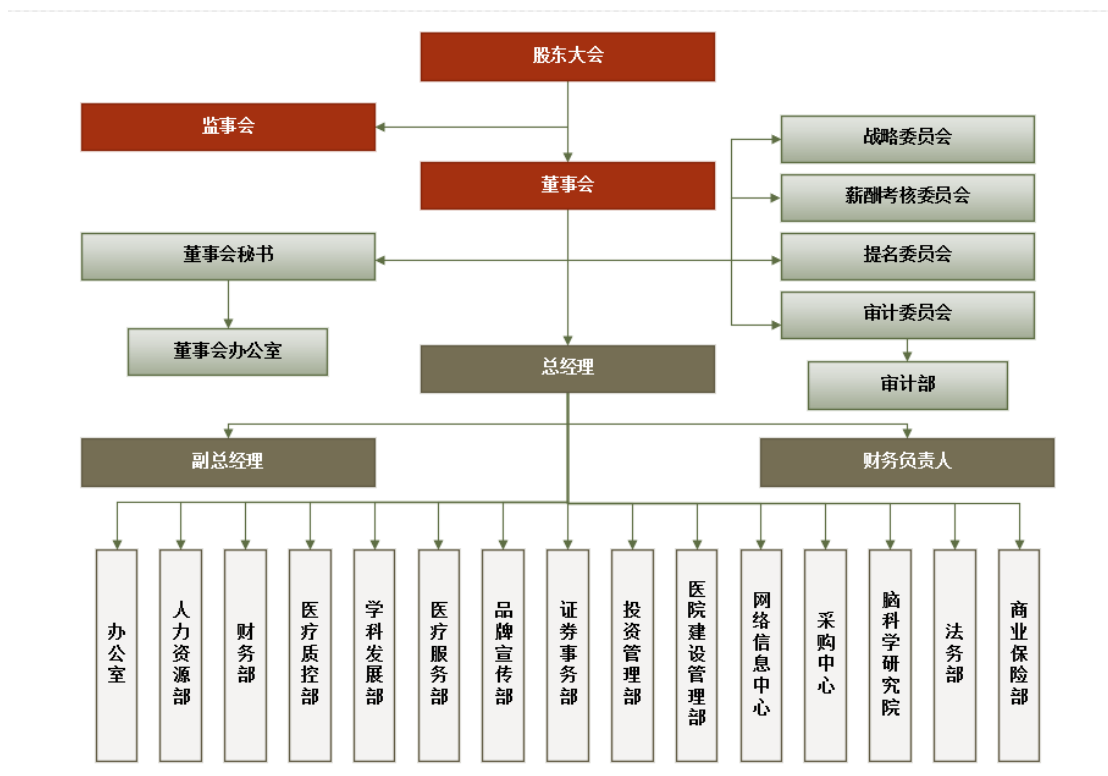 股东大会
监事会
战略委员会
董事会
薪酬考核委员会
董事会秘书
提名委员会
审计委员会
董事会办公室
总经理
审计部
副总经理
财务负责人
办公室
人力资源部
财务部
医疗质控部
学科发展部
医疗服务部
品牌宣传部
证券事务部
投资管理部
医院建设管理部
网络信息中心
采购中心
脑科学研究院
法务部
商业保险部